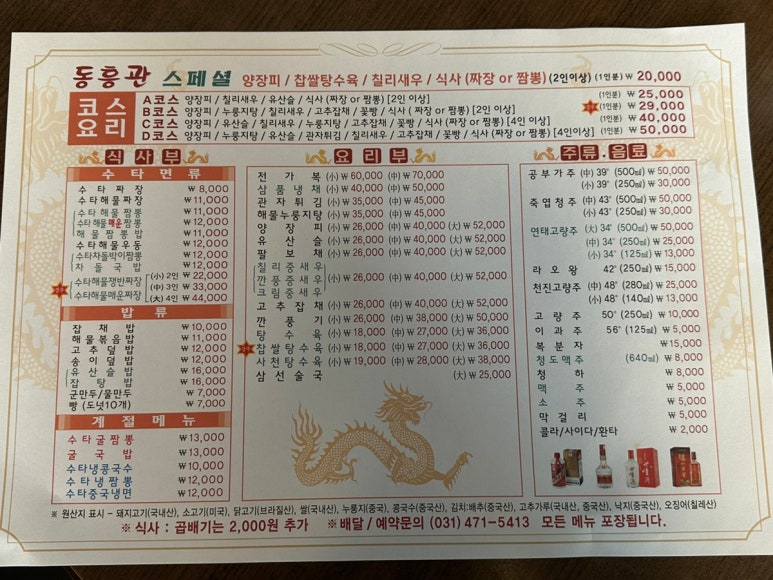 동흥관 스페셜 양장피 / 찹쌀탕수육 / 칠리새우 / 식사 (짜장 or 짬뽕) (2인이상) (1인분) ₩ 20,000
코스요리
A코스 양장피 / 칠리새우 / 유산슬 / 식사 (짜장 or 짬뽕) [2인 이상] (1인분) ₩ 25,000
B코스 양장피 / 누룽지탕 / 칠리새우 / 고추잡채 / 꽃빵 / 식사 (짜장 or 짬뽕) [2인 이상] (1인분) ₩ 29,000
C코스 양장피 / 유산슬 / 칠리새우 / 누룽지탕 / 고추잡채 / 꽃빵 / 식사 (짜장 or 짬뽕) [4인 이상] (1인분) ₩ 40,000
D코스 양장피 / 누룽지탕 / 유산슬 / 관자튀김 / 칠리새우 / 고추잡채 / 꽃빵 / 식사 (짜장 or 짬뽕) [4인이상] (1인분) ₩ 50,000
식사부
수타면류
수타짜장 ₩ 8,000
수타해물짜장 ₩ 11,000
수타해물짬뽕 ₩ 11,000
수타해물매운짬뽕 ₩ 12,000
해물짬뽕밥 ₩ 11,000
수타해물우동 ₩ 12,000
수타차돌박이짬뽕 ₩ 12,000
차돌국밥 ₩ 12,000
수타해물쟁반짜장
수타해물매운짜장
(小) 2인 ₩ 22,000
(中) 3인 ₩ 33,000
(大) 4인 ₩ 44,000
밥류
잡채밥 ₩ 10,000
해물볶음밥 ₩ 11,000
고추덮밥 ₩ 12,000
송이덮밥 ₩ 12,000
유산슬밥 ₩ 16,000
잡탕밥 ₩ 16,000
군만두/물만두 ₩ 7,000
빵 (도넛10개) ₩ 7,000
계절메뉴
수타굴짬뽕 ₩ 13,000
굴국밥 ₩ 13,000
수타냉콩국수 ₩ 10,000
수타냉짬뽕 ₩ 12,000
수타중국냉면 ₩ 12,000
요리부
전가복 (小) ₩ 60,000 (中) ₩ 70,000
삼품냉채 (小) ₩ 40,000 (中) ₩ 50,000
관자튀김 (小) ₩ 35,000 (中) ₩ 45,000
해물누룽지탕 (小) ₩ 35,000 (中) ₩ 45,000
양장피 (小) ₩ 26,000 (中) ₩ 40,000 (大) ₩ 52,000
유산슬 (小) ₩ 26,000 (中) ₩ 40,000 (大) ₩ 52,000
팔보채 (小) ₩ 26,000 (中) ₩ 40,000 (大) ₩ 52,000
칠리중새우
깐풍중새우 (小) ₩ 26,000 (中) ₩ 40,000 (大) ₩ 52,000
크림중새우
고추잡채 (小) ₩ 26,000 (中) ₩ 40,000 (大) ₩ 52,000
깐풍기 (小) ₩ 26,000 (中) ₩ 38,000 (大) ₩ 50,000
탕수육 (小) ₩ 18,000 (中) ₩ 27,000 (大) ₩ 36,000
찹쌀탕수육 (小) ₩ 18,000 (中) ₩ 27,000 (大) ₩ 36,000
사천탕수육 (小) ₩ 19,000 (中) ₩ 28,000 (大) ₩ 38,000
삼선술국 (大) ₩ 25,000
주류.음료
공부가주 (中) 39° (500㎖) ₩ 50,000
(小) 39° (250㎖) ₩ 30,000
죽엽청주 (中) 43° (500㎖) ₩ 50,000
(小) 43° (250㎖) ₩ 30,000
연태고량주 (大) 34° (500㎖) ₩ 50,000
(中) 34° (250㎖) ₩ 25,000
(小) 34° (125㎖) ₩ 13,000
라오왕 42° (250㎖) ₩ 15,000
천진고량주 (中) 48° (280㎖) ₩ 25,000
(小) 48° (140㎖) ₩ 13,000
고량주 50° (250㎖) ₩ 10,000
이과주 56° (125㎖) ₩ 5,000
복분자 ₩ 15,000
청도맥주 (640㎖) ₩ 8,000
청하 ₩ 8,000
맥주 ₩ 5,000
소주 ₩ 5,000
막걸리 ₩ 5,000
콜라/사이다/환타 ₩ 2,000
※ 원산지 표시 - 돼지고기(국내산), 소고기(미국), 닭고기(브라질산), 쌀(국내산), 누룽지(중국산), 콩국수(중국산), 김치:배추(중국산), 고추가루(국내산, 중국산), 낙지(중국산), 오징어(칠레산)
※ 식사 : 곱배기는 2,000원 추가 ※ 배달 / 예약문의 (031) 471-5413 모든 메뉴 포장됩니다.